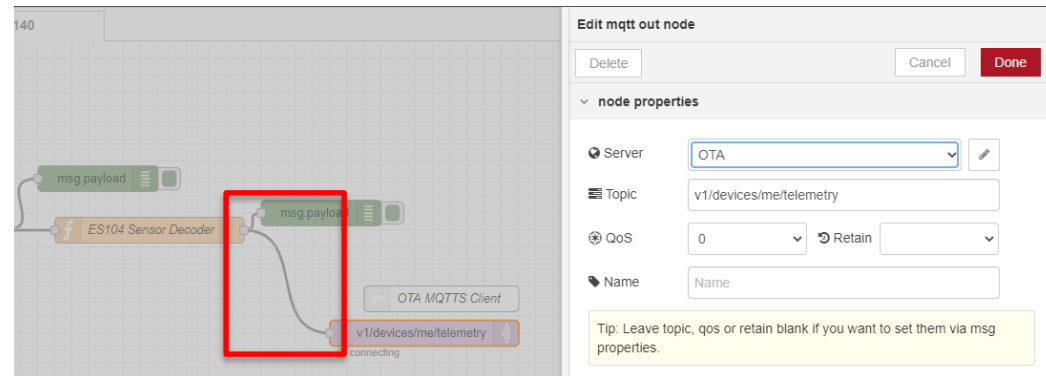 140
msg.payload
ES104 Sensor Decoder
msg.payload
OTA MQTTS Client
v1/devices/me/telemetry
connecting
Edit mqtt out node
Delete
Cancel
Done
node properties
Server
OTA
Topic
v1/devices/me/telemetry
QoS
0
Retain
Name
Name
Tip: Leave topic, qos or retain blank if you want to set them via msg
properties.